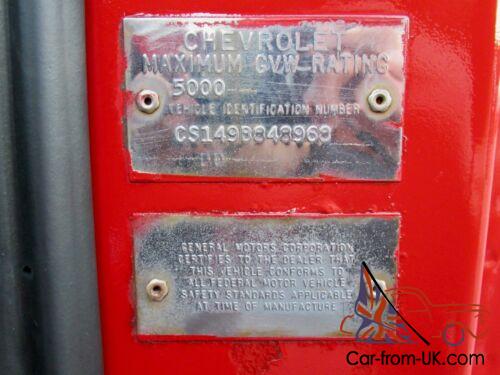 CHEVROLET
MAXIMUM GVW RATING
5000
VEHICLE IDENTIFICATION NUMBER
CS149B848963
GENERAL MOTORS CORPORATION
CERTIFIES TO THE DEALER THAT
THIS VEHICLE CONFORMS TO
ALL FEDERAL MOTOR VEHICLE
SAFETY STANDARDS APPLICABLE
AT TIME OF MANUFACTURE
Car-from-UK.com